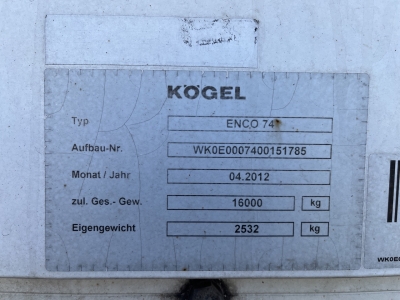 KÖGEL
Typ ENCO 74
Aufbau-Nr. WK0E0007400151785
Monat / Jahr 04.2012
zul. Ges.- Gew. 16000 kg
Eigengewicht 2532 kg